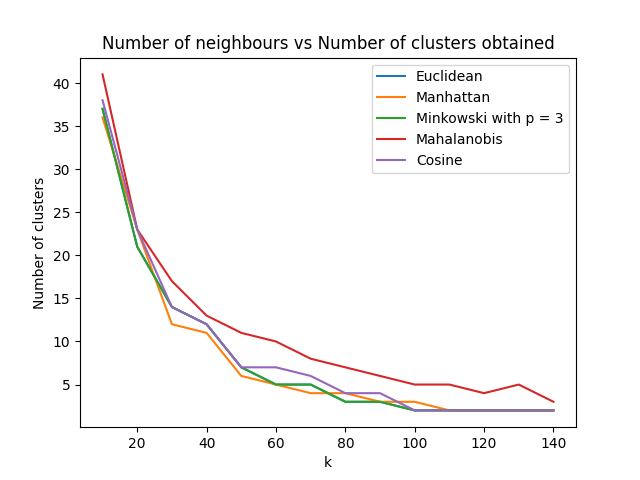 Number of neighbours vs Number of clusters obtained
Euclidean
Manhattan
Minkowski with p = 3
Mahalanobis
Cosine
Number of clusters
40
35
30
25
20
15
10
5
20 40 60 80 100 120 140
k